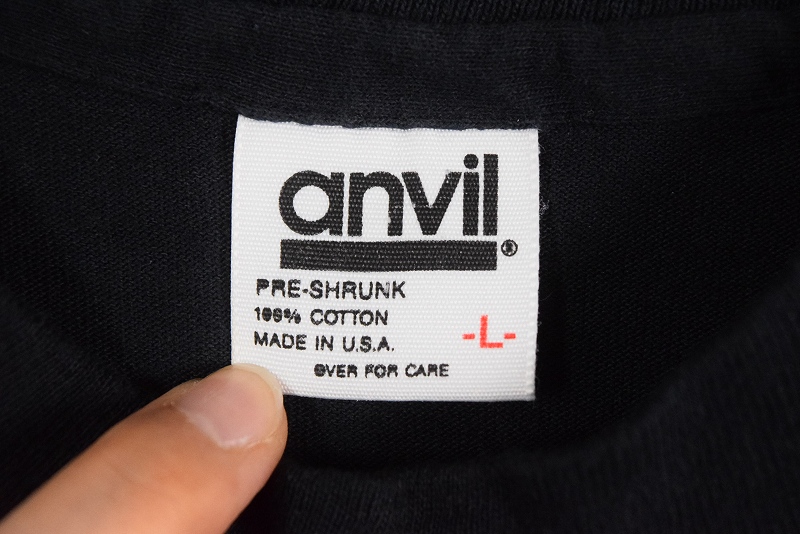 anvil®
PRE-SHRUNK
100% COTTON
MADE IN U.S.A.
-L-
OVER FOR CARE